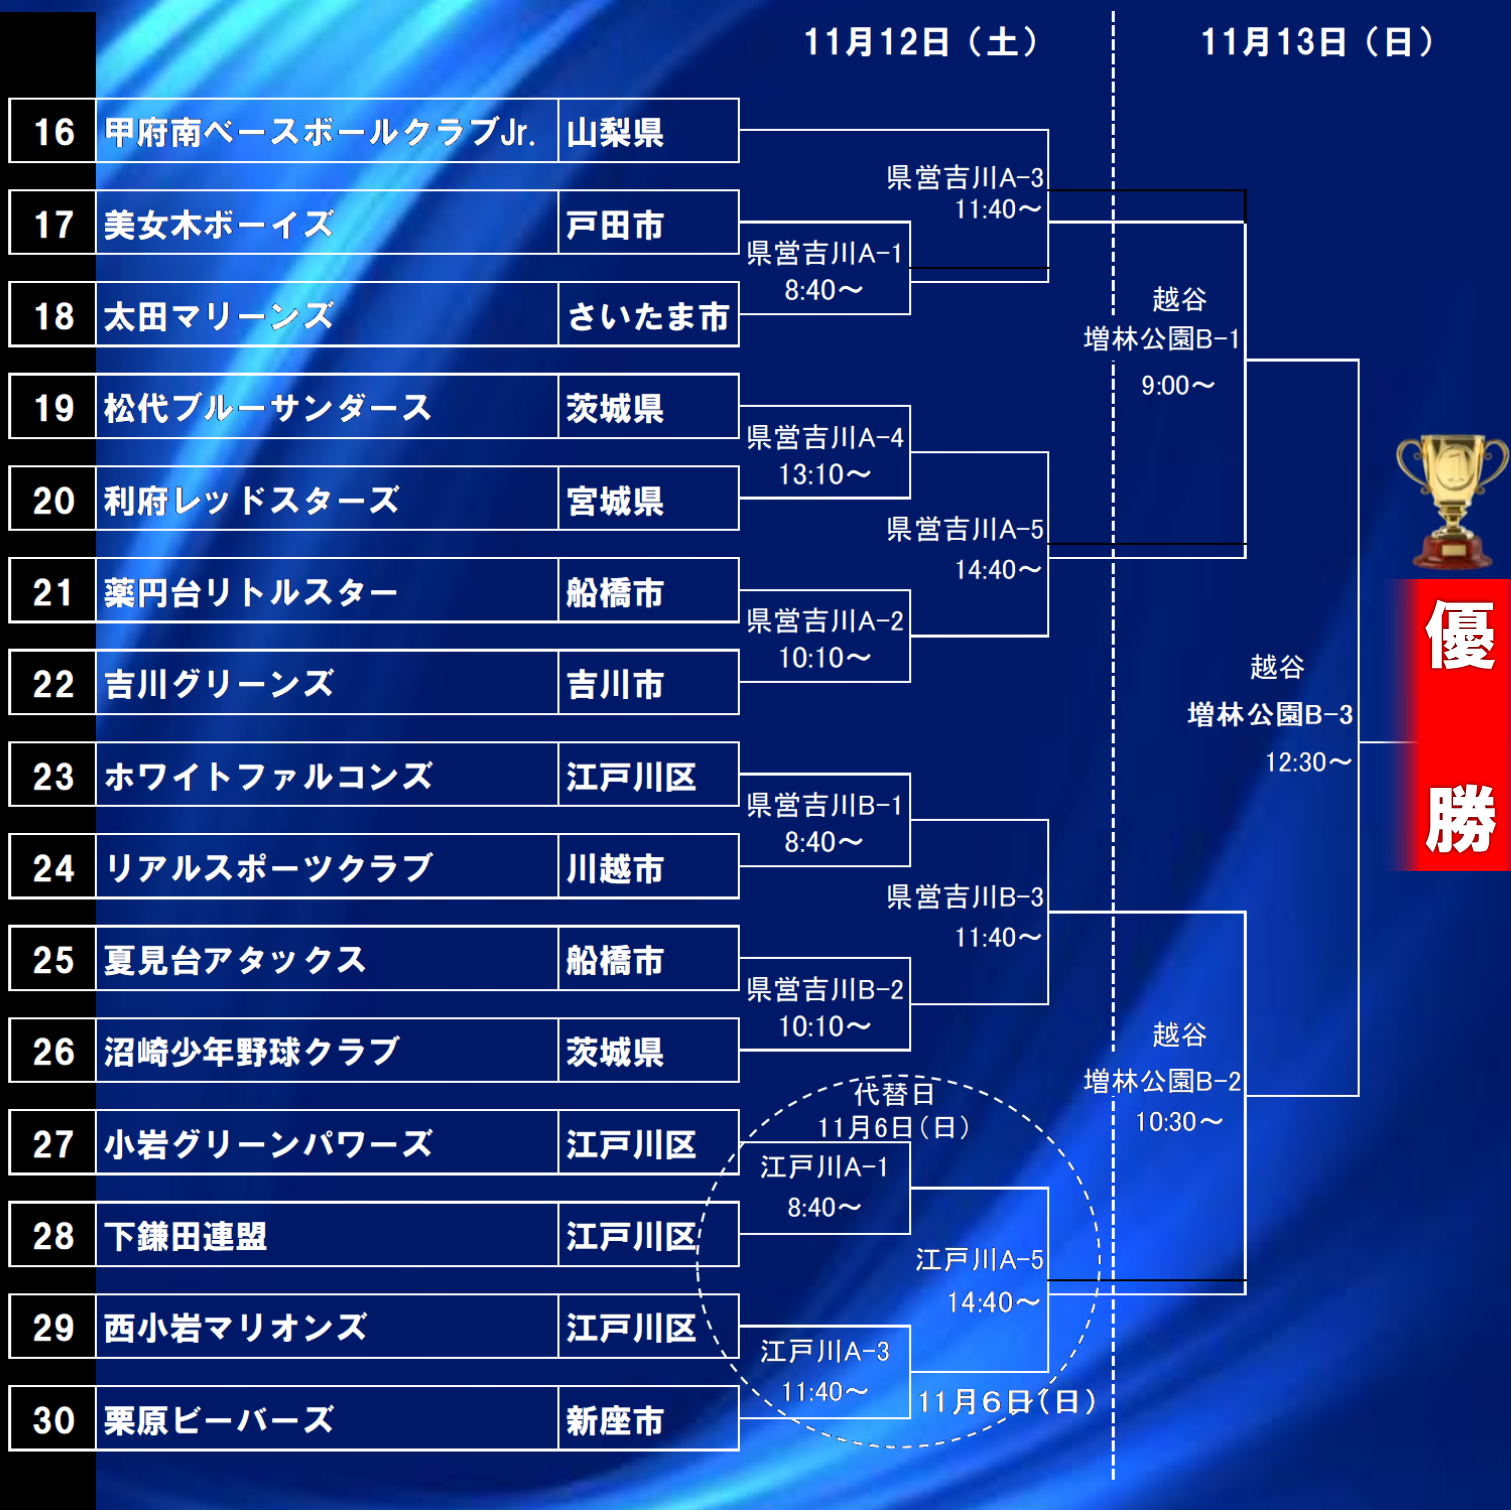 11月12日（土）
11月13日（日）
16 甲府南ベースボールクラブJr. 山梨県
県営吉川A-3
11:40～
17 美女木ボーイズ 戸田市
県営吉川A-1
8:40～
18 太田マリーンズ さいたま市
越谷
増林公園B-1
9:00～
19 松代ブルーサンダース 茨城県
県営吉川A-4
13:10～
20 利府レッドスターズ 宮城県
県営吉川A-5
14:40～
21 薬円台リトルスター 船橋市
県営吉川A-2
10:10～
22 吉川グリーンズ 吉川市
越谷
増林公園B-3
12:30～
優
勝
23 ホワイトファルコンズ 江戸川区
県営吉川B-1
8:40～
24 リアルスポーツクラブ 川越市
県営吉川B-3
11:40～
25 夏見台アタックス 船橋市
県営吉川B-2
10:10～
26 沼崎少年野球クラブ 茨城県
越谷
増林公園B-2
10:30～
代替日
11月6日（日）
27 小岩グリーンパワーズ 江戸川区
江戸川A-1
8:40～
28 下鎌田連盟 江戸川区
江戸川A-5
14:40～
29 西小岩マリオンズ 江戸川区
江戸川A-3
11:40～
11月６日（日）
30 栗原ビーバーズ 新座市